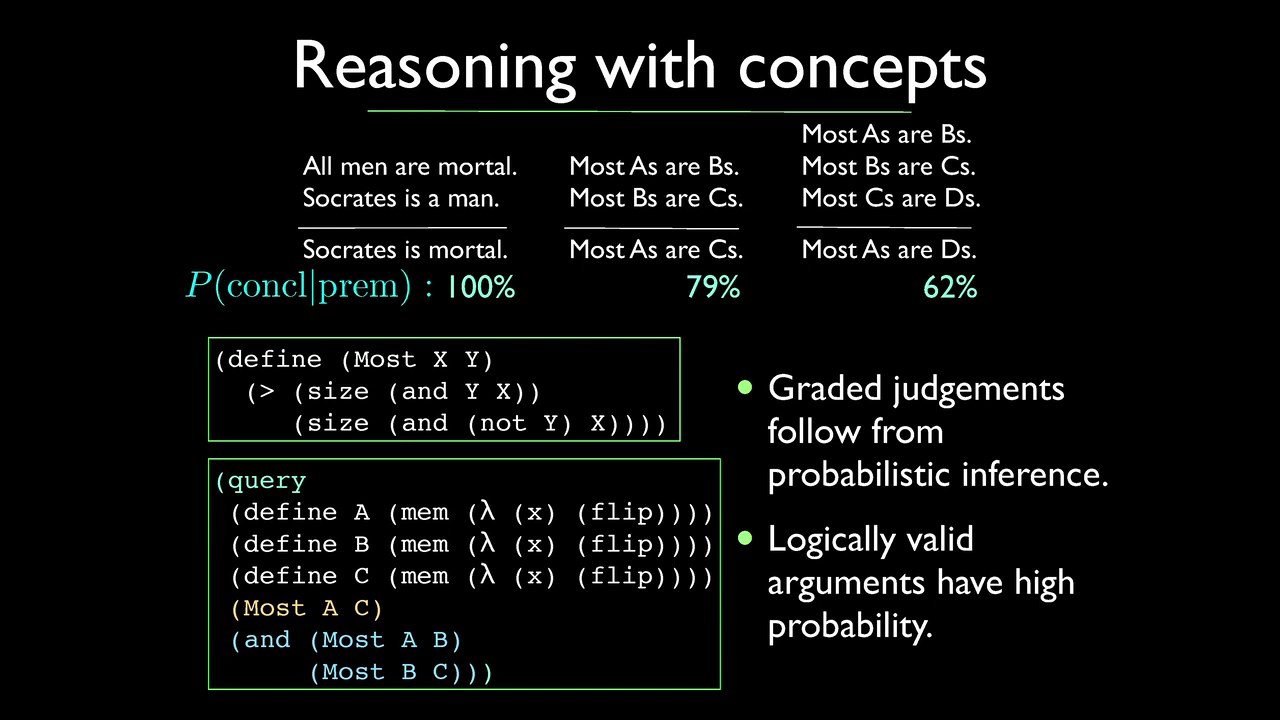 Reasoning with concepts
All men are mortal.
Socrates is a man.
Socrates is mortal.
Most As are Bs.
Most Bs are Cs.
Most As are Cs.
Most As are Bs.
Most Bs are Cs.
Most Cs are Ds.
Most As are Ds.
P(concl|prem) : 100% 79% 62%
(define (Most X Y)
(> (size (and Y X))
(size (and (not Y) X))))
(query
(define A (mem (λ (x) (flip))))
(define B (mem (λ (x) (flip))))
(define C (mem (λ (x) (flip))))
(Most A C)
(and (Most A B)
(Most B C)))
• Graded judgements
follow from
probabilistic inference.
• Logically valid
arguments have high
probability.